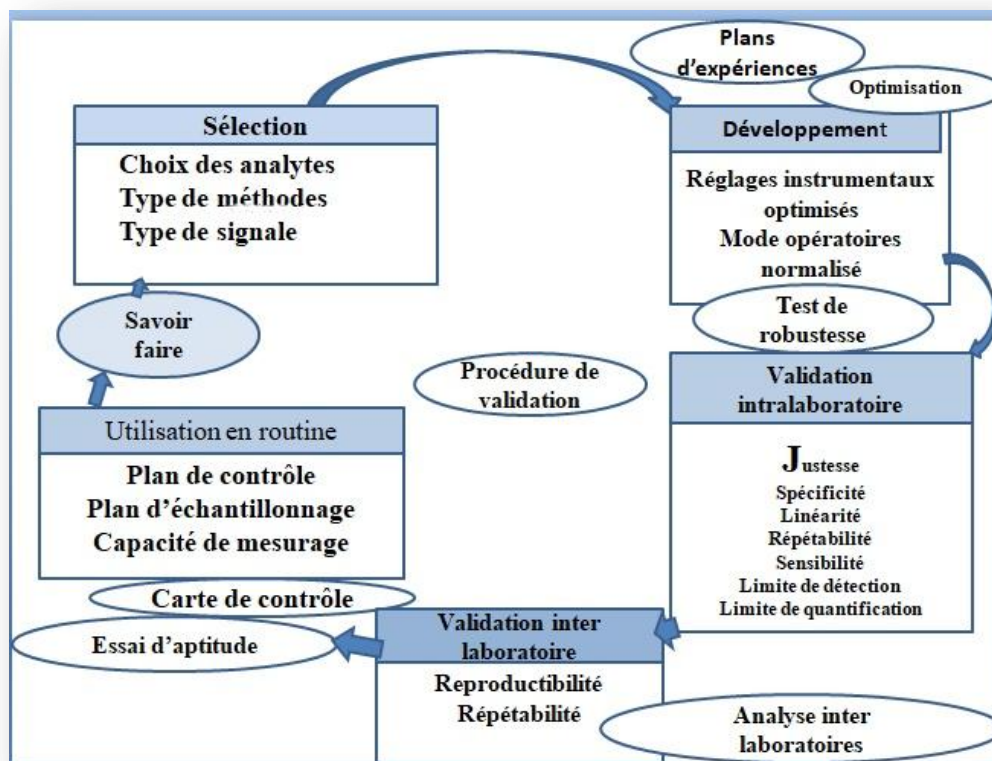 Plans
d'expériences
Optimisation
Sélection
Choix des analytes
Type de méthodes
Type de signale
Développement
Réglages instrumentaux
optimisés
Mode opératoires
normalisé
Test de
robustesse
Savoir
faire
Procédure de
validation
Validation
intralaboratoire
Justesse
Spécificité
Linéarité
Répétabilité
Sensibilité
Limite de détection
Limite de quantification
Utilisation en routine
Plan de contrôle
Plan d'échantillonnage
Capacité de mesurage
Carte de contrôle
Essai d'aptitude
Validation inter
laboratoire
Reproductibilité
Répétabilité
Analyse inter
laboratoires